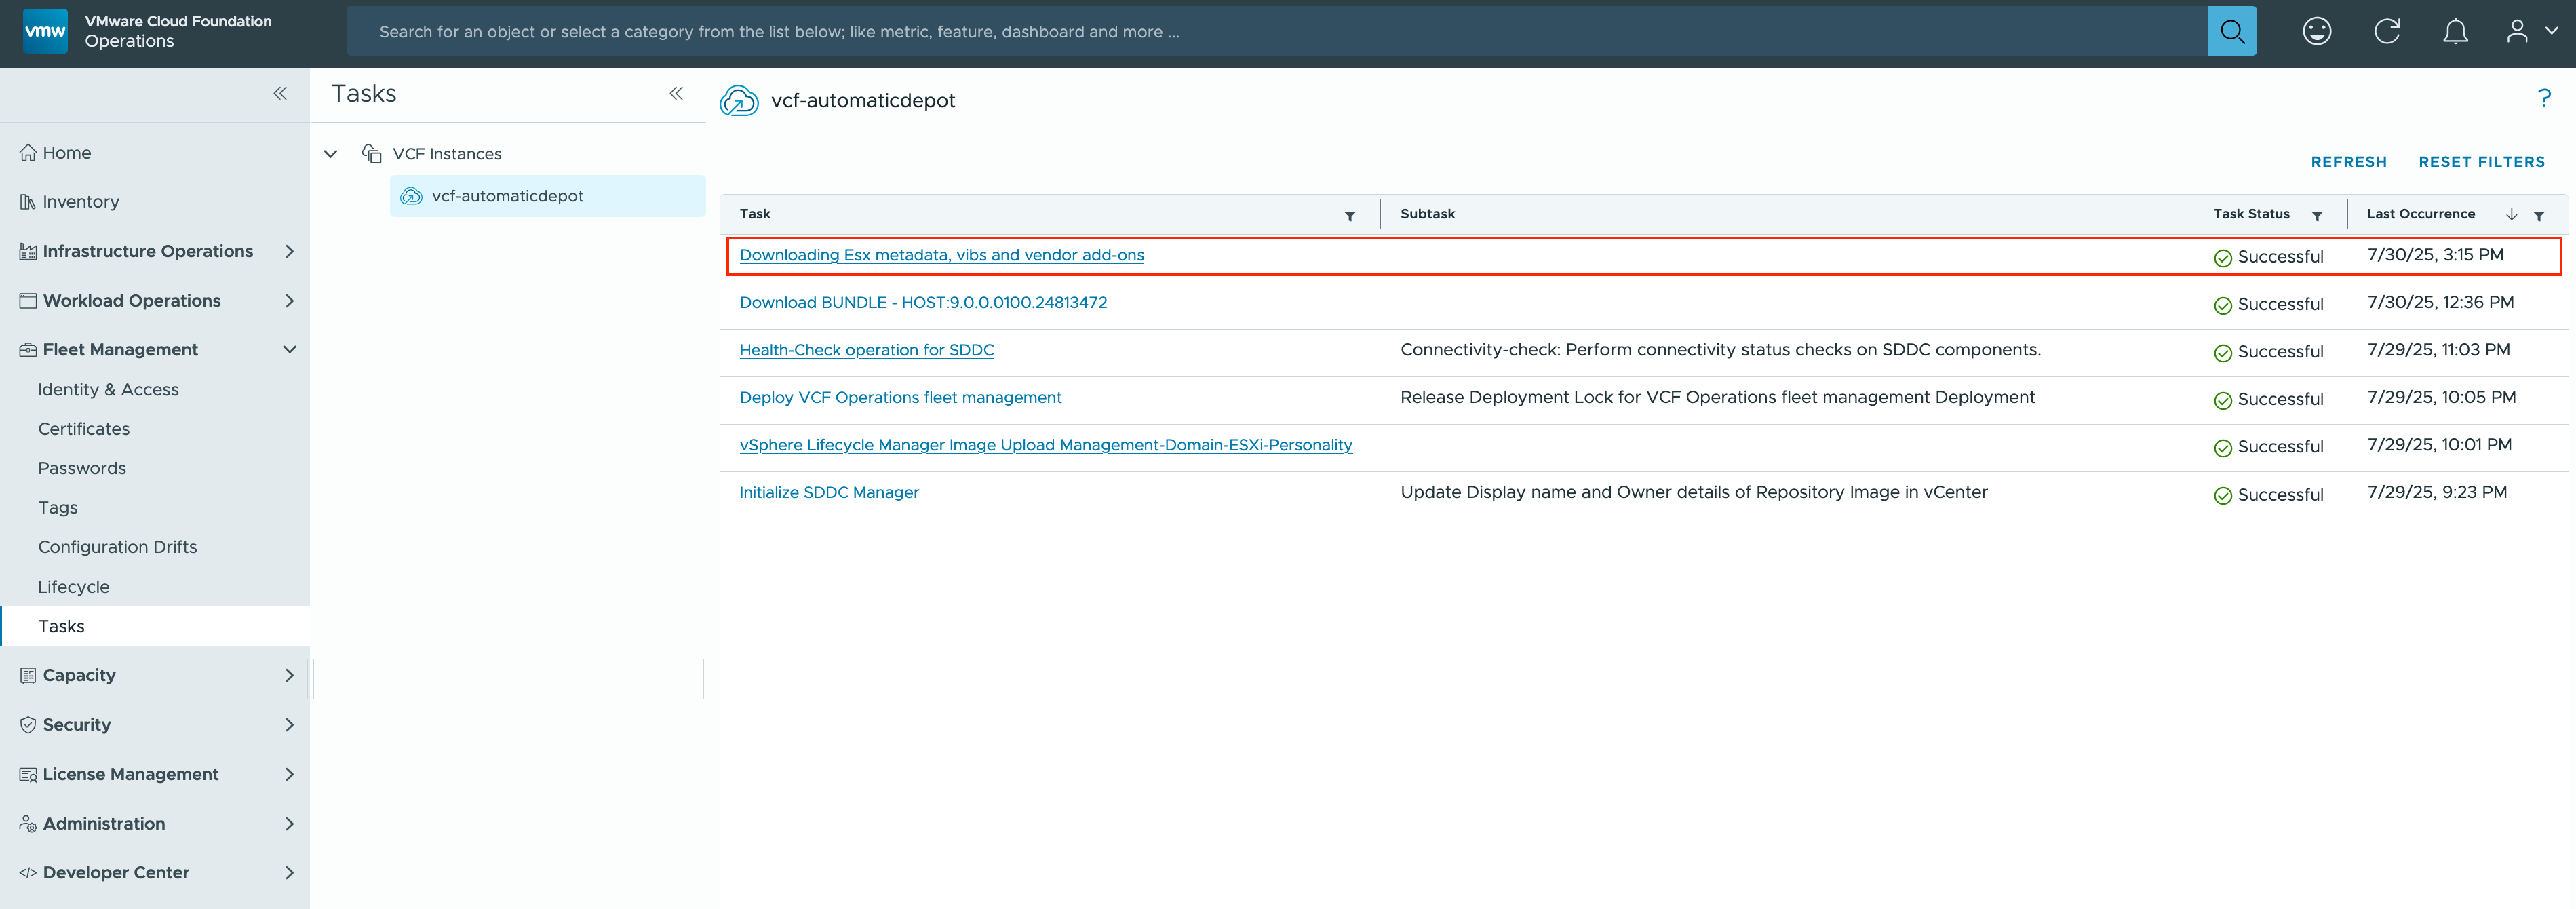 vmw
VMware Cloud Foundation
Operations
Search for an object or select a category from the list below; like metric, feature, dashboard and more ...
Home
Inventory
Infrastructure Operations
Workload Operations
Fleet Management
Identity & Access
Certificates
Passwords
Tags
Configuration Drifts
Lifecycle
Tasks
Capacity
Security
License Management
Administration
Developer Center
Tasks
VCF Instances
vcf-automaticdepot
vcf-automaticdepot
?
REFRESH RESET FILTERS
Task Subtask Task Status Last Occurrence
Downloading Esx metadata, vibs and vendor add-ons Successful 7/30/25, 3:15 PM
Download BUNDLE - HOST:9.0.0.0100.24813472 Successful 7/30/25, 12:36 PM
Health-Check operation for SDDC Connectivity-check: Perform connectivity status checks on SDDC components. Successful 7/29/25, 11:03 PM
Deploy VCF Operations fleet management Release Deployment Lock for VCF Operations fleet management Deployment Successful 7/29/25, 10:05 PM
vSphere Lifecycle Manager Image Upload Management-Domain-ESXi-Personality Successful 7/29/25, 10:01 PM
Initialize SDDC Manager Update Display name and Owner details of Repository Image in vCenter Successful 7/29/25, 9:23 PM